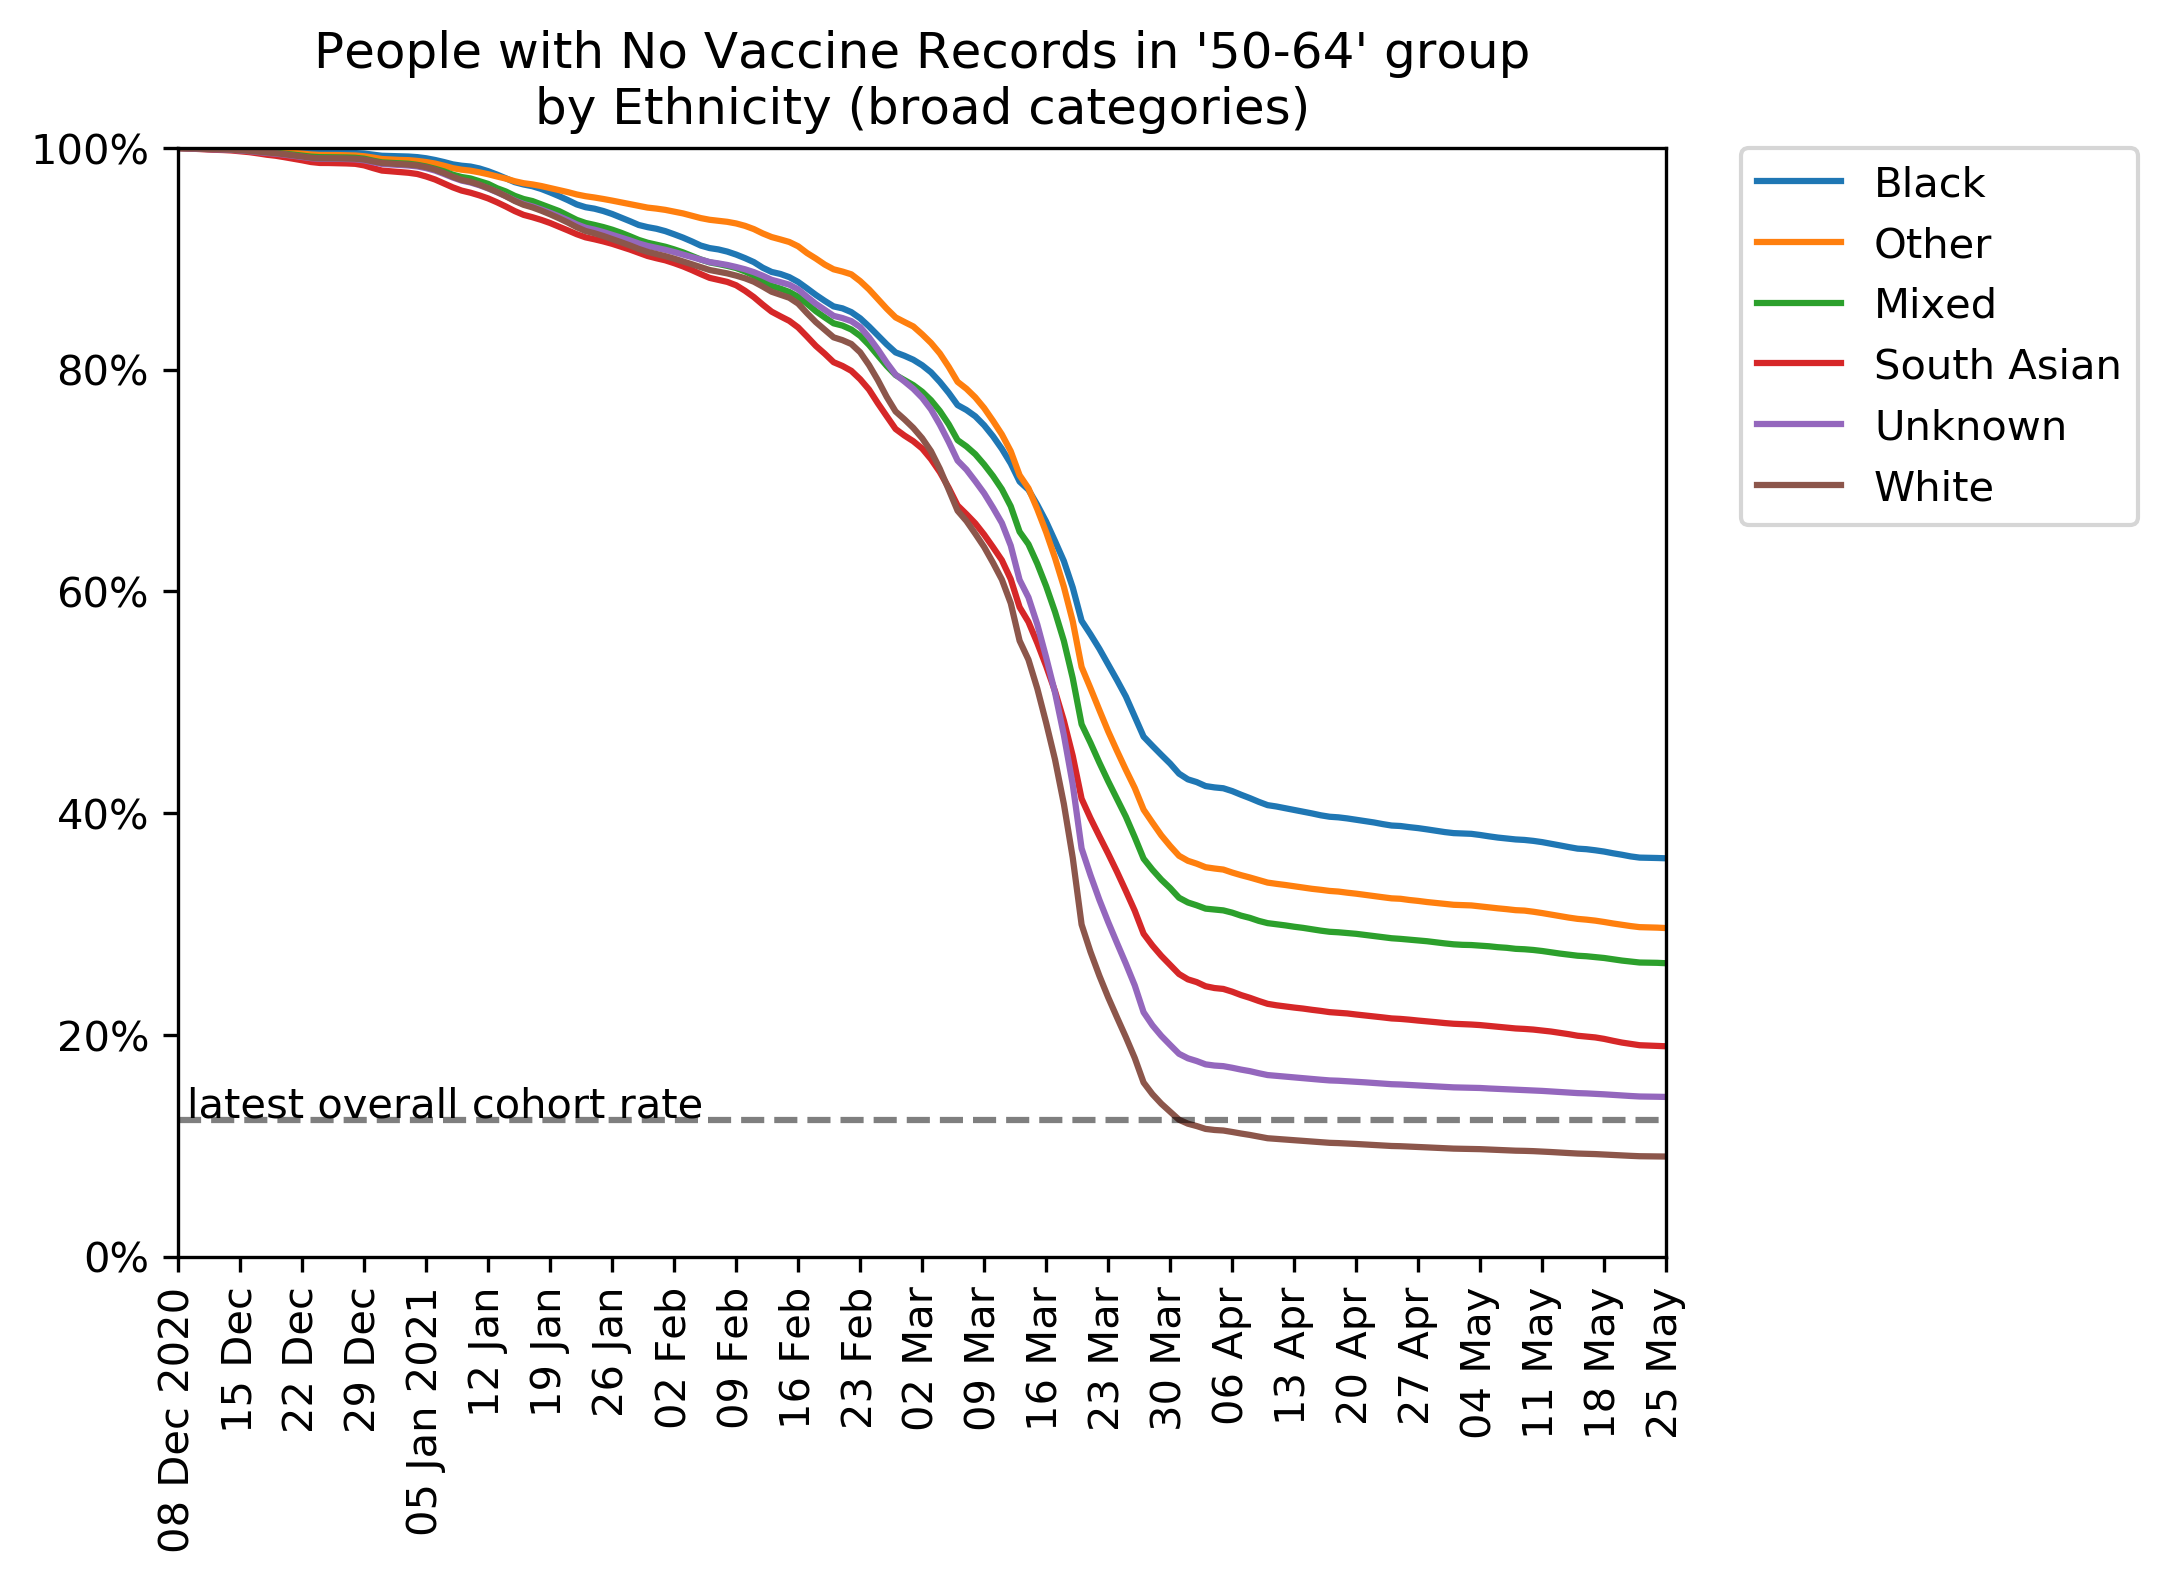 People with No Vaccine Records in '50-64' group
by Ethnicity (broad categories)
100%
80%
60%
40%
20%
0%
latest overall cohort rate
08 Dec 2020
15 Dec
22 Dec
29 Dec
05 Jan 2021
12 Jan
19 Jan
26 Jan
02 Feb
09 Feb
16 Feb
23 Feb
02 Mar
09 Mar
16 Mar
23 Mar
30 Mar
06 Apr
13 Apr
20 Apr
27 Apr
04 May
11 May
18 May
25 May
Black
Other
Mixed
South Asian
Unknown
White